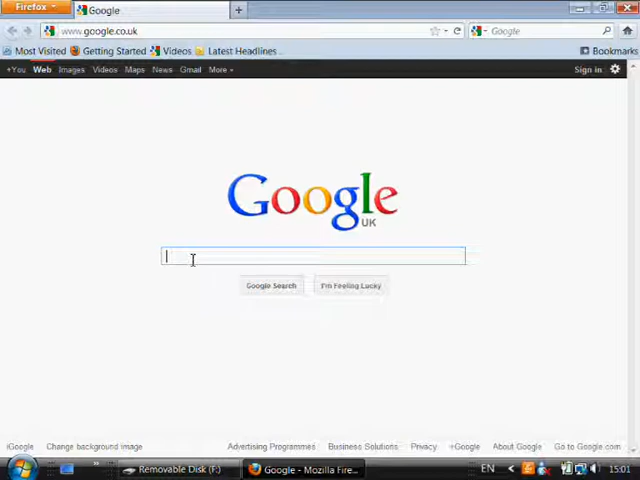 Firefox
Google
www.google.co.uk
Google
Most Visited Getting Started Videos Latest Headlines... Bookmarks
+You Web Images Videos Maps News Gmail More Sign in
Google
UK
Google Search I'm Feeling Lucky
iGoogle Change background image Advertising Programmes Business Solutions Privacy +Google About Google Go to Google.com
Removable Disk (F:) Google - Mozilla Fire... EN 15:01